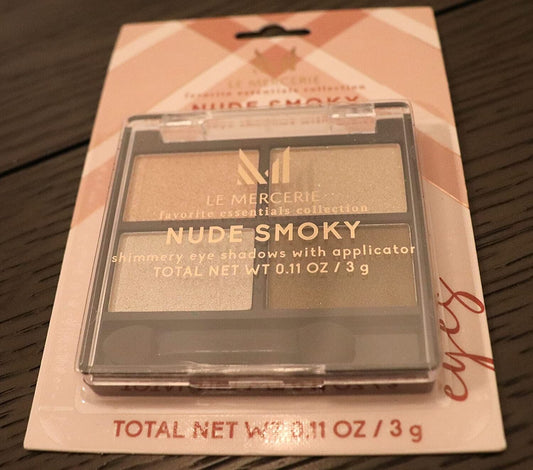 LE MERCERIE
favorite essentials collection
NUDE SMOKY
LE MERCERIE
favorite essentials collection
NUDE SMOKY
shimmery eye shadows with applicator
TOTAL NET WT 0.11 OZ / 3 g
eyes
TOTAL NET WT 0.11 OZ / 3 g